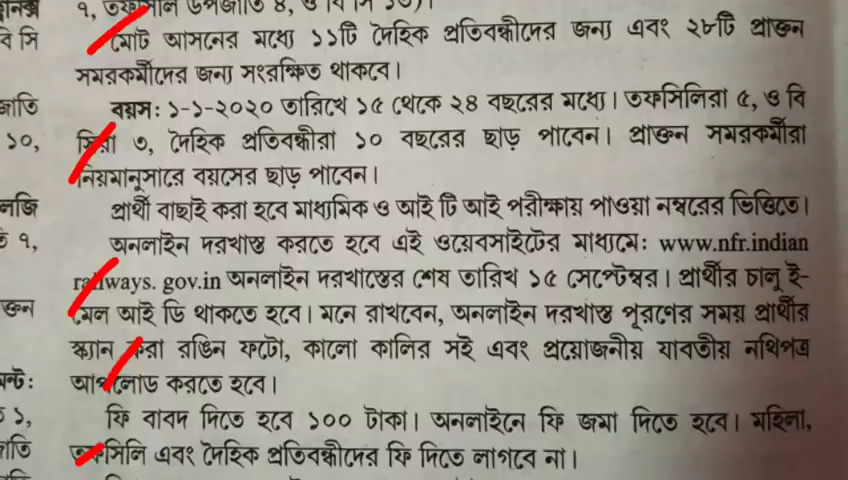 ১, তফসিলি উপজাতি ৪, ও বি সি ১৩)।
মোট আসনের মধ্যে ১১টি দৈহিক প্রতিবন্ধীদের জন্য এবং ২৮টি প্রাক্তন
বি সি
সমরকর্মীদের জন্য সংরক্ষিত থাকবে।
জাতি
বয়স: ১-১-২০২০ তারিখে ১৫ থেকে ২৪ বছরের মধ্যে। তফসিলিরা ৫, ও বি
১০,
সিরা ৩, দৈহিক প্রতিবন্ধীরা ১০ বছরের ছাড় পাবেন। প্রাক্তন সমরকর্মীরা
নিয়মানুসারে বয়সের ছাড় পাবেন।
প্রার্থী বাছাই করা হবে মাধ্যমিক ও আই টি আই পরীক্ষায় পাওয়া নম্বরের ভিত্তিতে।
১,
অনলাইন দরখাস্ত করতে হবে এই ওয়েবসাইটের মাধ্যমে: www.nfr.indian
railways. gov.in অনলাইন দরখাস্তের শেষ তারিখ ১৫ সেপ্টেম্বর। প্রার্থীর চালু ই-
মেল আই ডি থাকতে হবে। মনে রাখবেন, অনলাইন দরখাস্ত পূরণের সময় প্রার্থীর
স্ক্যান করা রঙিন ফটো, কালো কালির সই এবং প্রয়োজনীয় যাবতীয় নথিপত্র
আপলোড করতে হবে।
১,
ফি বাবদ দিতে হবে ১০০ টাকা। অনলাইনে ফি জমা দিতে হবে। মহিলা,
জাতি
তফসিলি এবং দৈহিক প্রতিবন্ধীদের ফি দিতে লাগবে না।